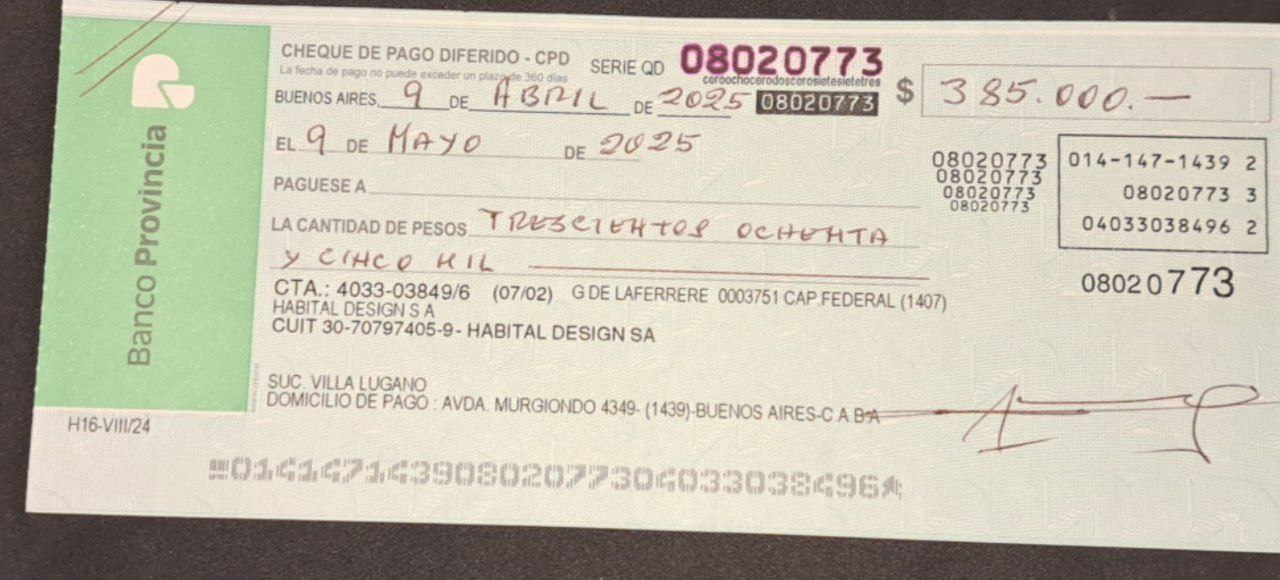 CHEQUE DE PAGO DIFERIDO - CPD SERIE QD 08020773
La fecha de pago no puede exceder un plazo de 360 días
ceroochocerodoscerosietesietetres
BUENOS AIRES, 9 DE ABRIL DE 2025 08020773 $ 385.000.—
EL 9 DE MAYO DE 2025
08020773
08020773
08020773
08020773
014-147-1439 2
08020773 3
04033038496 2
PAGUESE A
LA CANTIDAD DE PESOS TRESCIENTOS OCHENTA
Y CINCO MIL
08020773
CTA.: 4033-03849/6 (07/02) G DE LAFERRERE 0003751 CAP.FEDERAL (1407)
HABITAL DESIGN S A
CUIT 30-70797405-9- HABITAL DESIGN SA
SUC. VILLA LUGANO
DOMICILIO DE PAGO : AVDA. MURGIONDO 4349- (1439)-BUENOS AIRES-C A B A
Banco Provincia
H16-VIII/24
01414714390802077304033038496